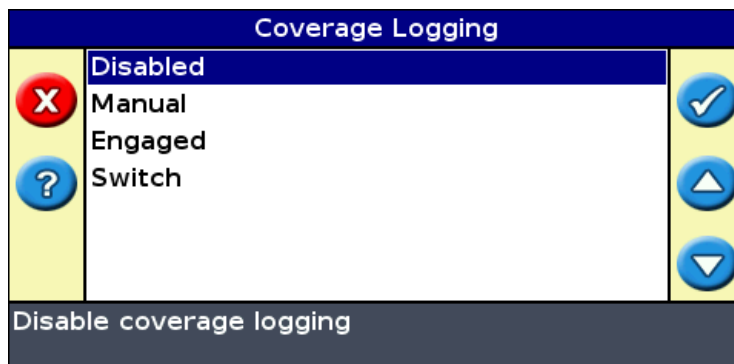 Coverage Logging
Disabled
Manual
Engaged
Switch
X
?
Disable coverage logging